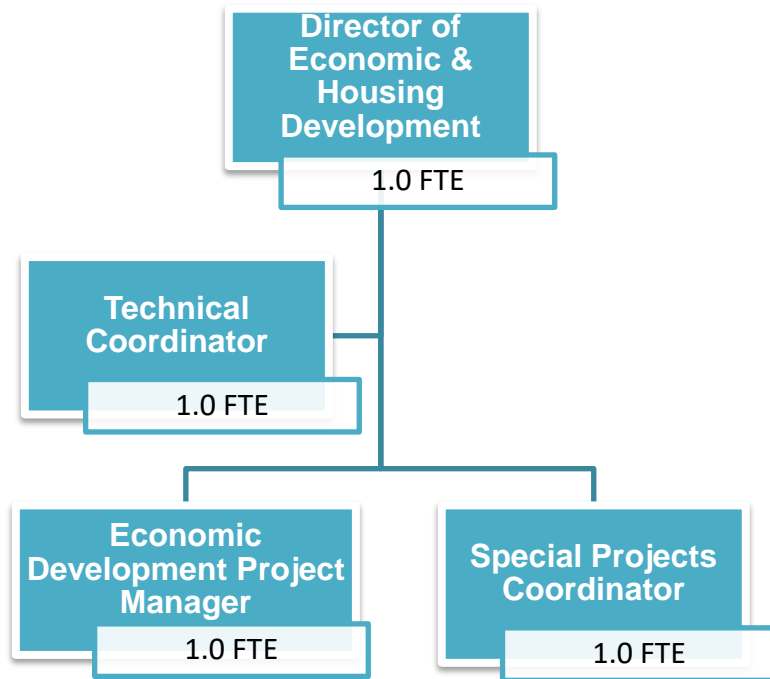 Director of
Economic &
Housing
Development
1.0 FTE
Technical
Coordinator
1.0 FTE
Economic
Development Project
Manager
1.0 FTE
Special Projects
Coordinator
1.0 FTE